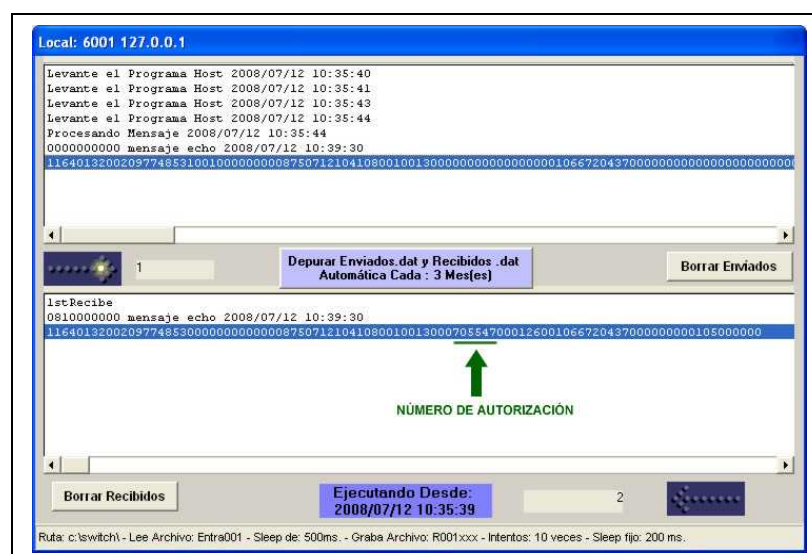 Local: 6001 127.0.0.1
Levante el Programa Host 2008/07/12 10:35:40
Levante el Programa Host 2008/07/12 10:35:41
Levante el Programa Host 2008/07/12 10:35:43
Levante el Programa Host 2008/07/12 10:35:44
Procesando Mensaje 2008/07/12 10:35:44
0000000000 mensaje echo 2008/07/12 10:39:30
1
Depurar Enviados.dat y Recibidos .dat
Automática Cada : 3 Mes(es)
Borrar Enviados
lstRecibe
0810000000 mensaje echo 2008/07/12 10:39:30
NÚMERO DE AUTORIZACIÓN
Borrar Recibidos
Ejecutando Desde:
2008/07/12 10:35:39
2
Ruta: c:\switch\ - Lee Archivo: Entra001 - Sleep de: 500ms. - Graba Archivo: R001xxx - Intentos: 10 veces - Sleep fijo: 200 ms.